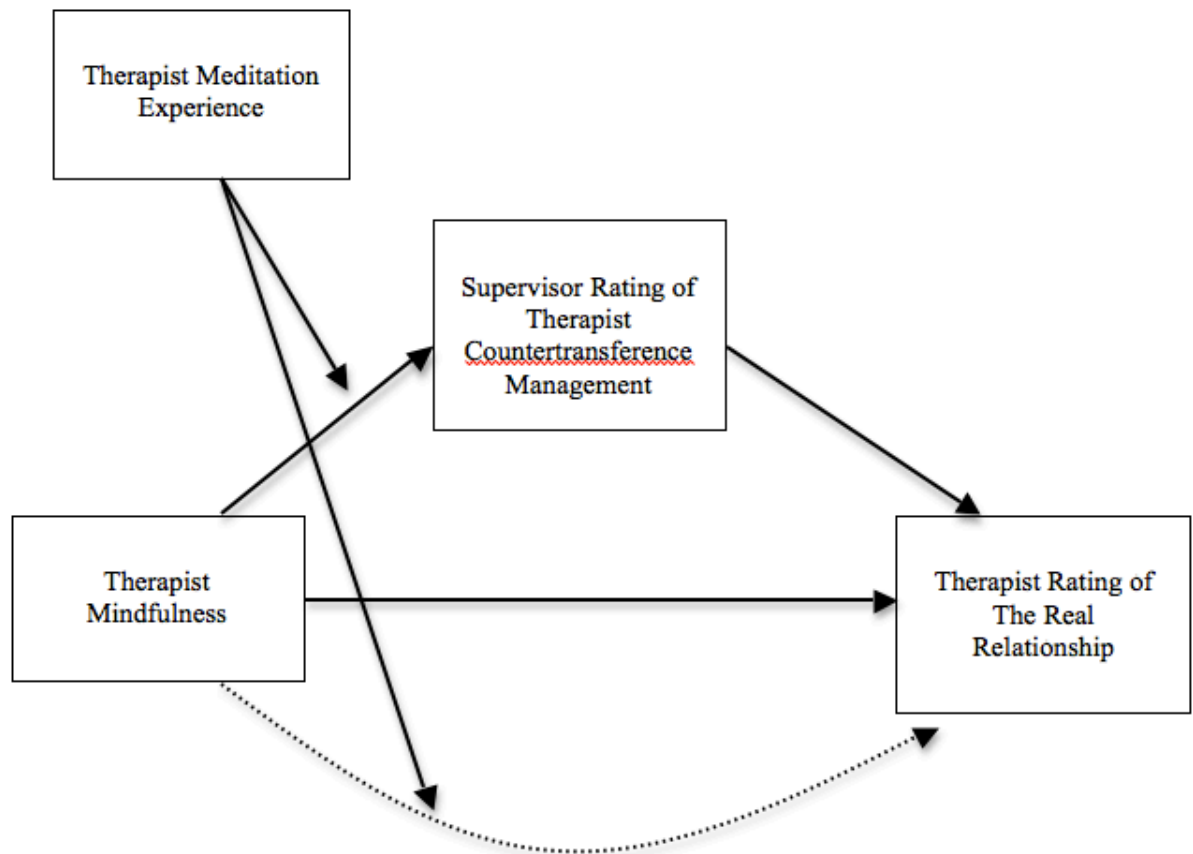 Therapist Meditation
Experience
Supervisor Rating of
Therapist
Countertransference
Management
Therapist
Mindfulness
Therapist Rating of
The Real
Relationship